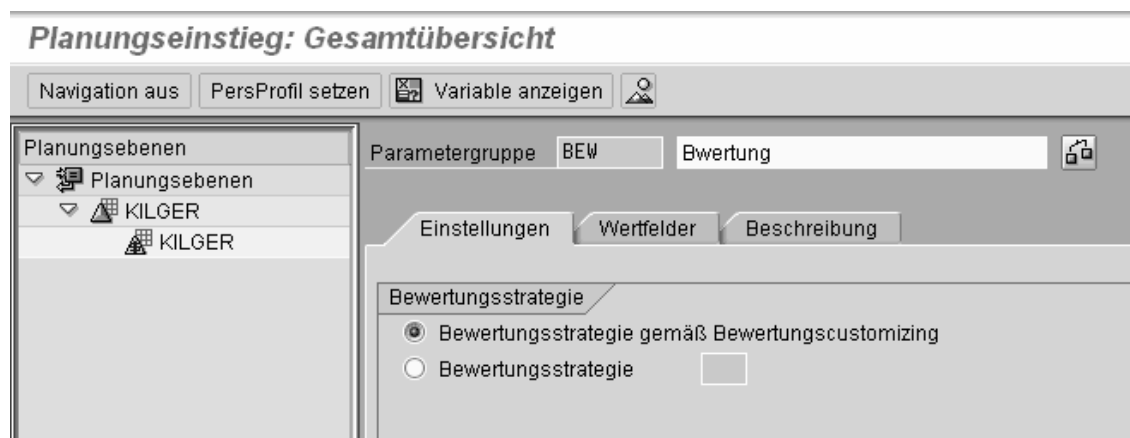 Planungseinstieg: Gesamtübersicht
Navigation aus PersProfil setzen Variable anzeigen
Planungsebenen
Planungsebenen
KILGER
KILGER
Parametergruppe BEW Bwertung
Einstellungen Wertfelder Beschreibung
Bewertungsstrategie
Bewertungsstrategie gemäß Bewertungscustomizing
Bewertungsstrategie